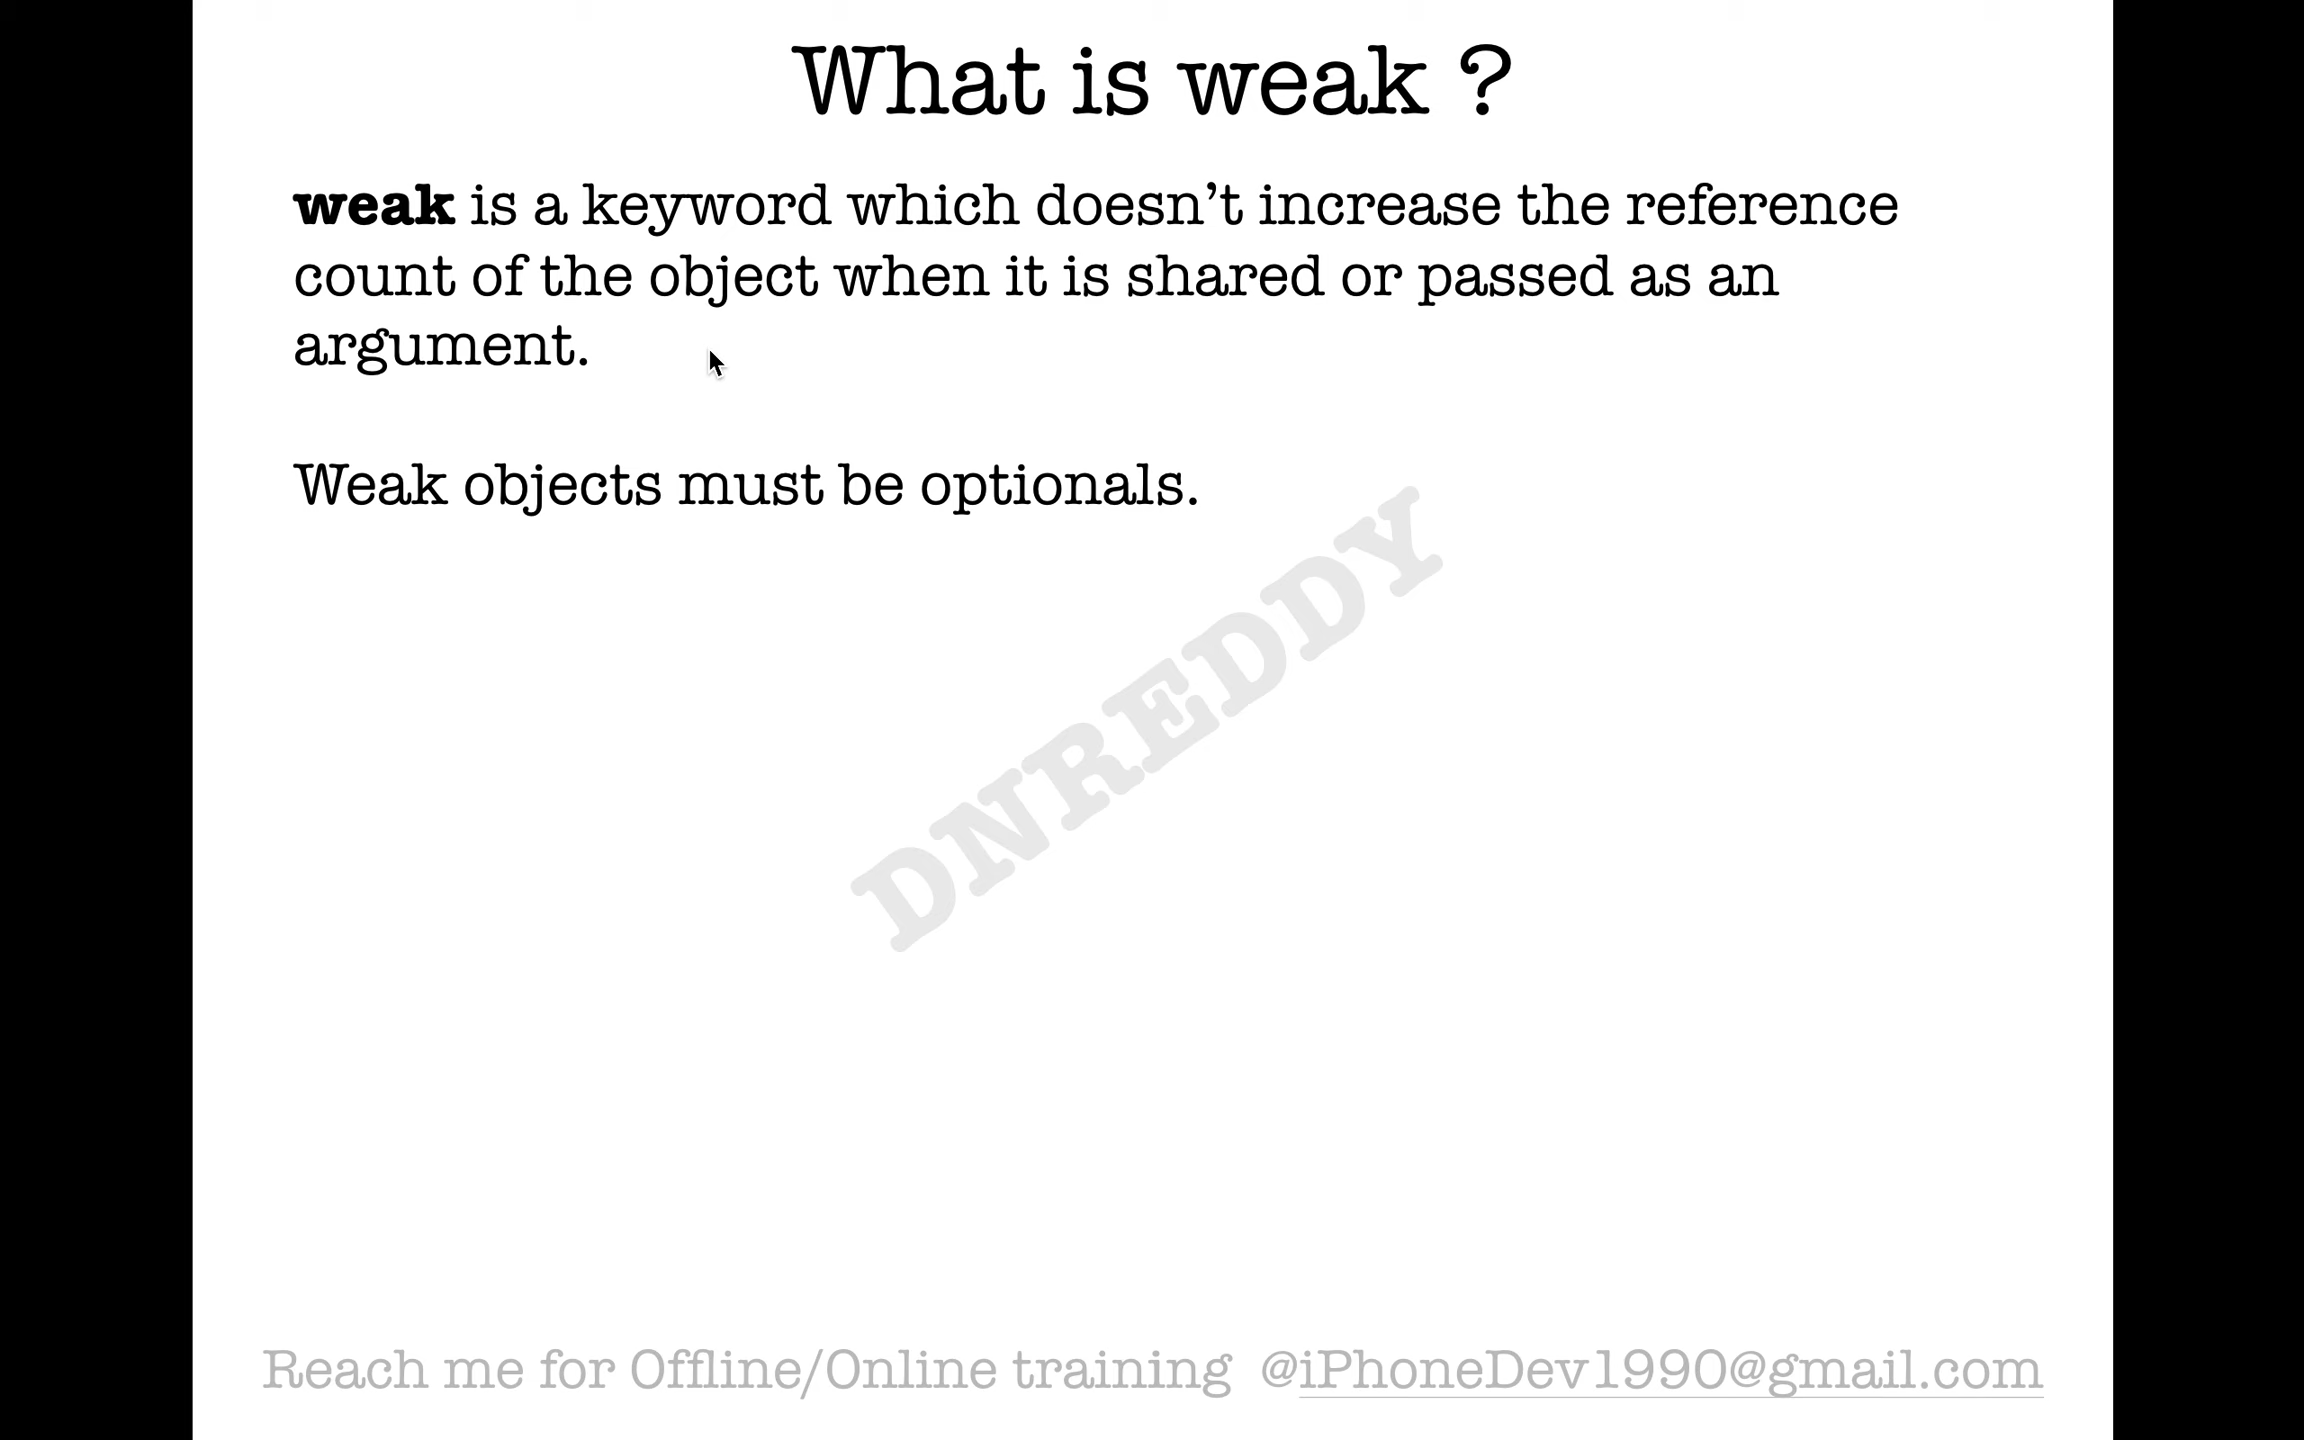 What is weak ?
weak is a keyword which doesn’t increase the reference
count of the object when it is shared or passed as an
argument.
Weak objects must be optionals.
DNREDDY
Reach me for Offline/Online training @iPhoneDev1990@gmail.com